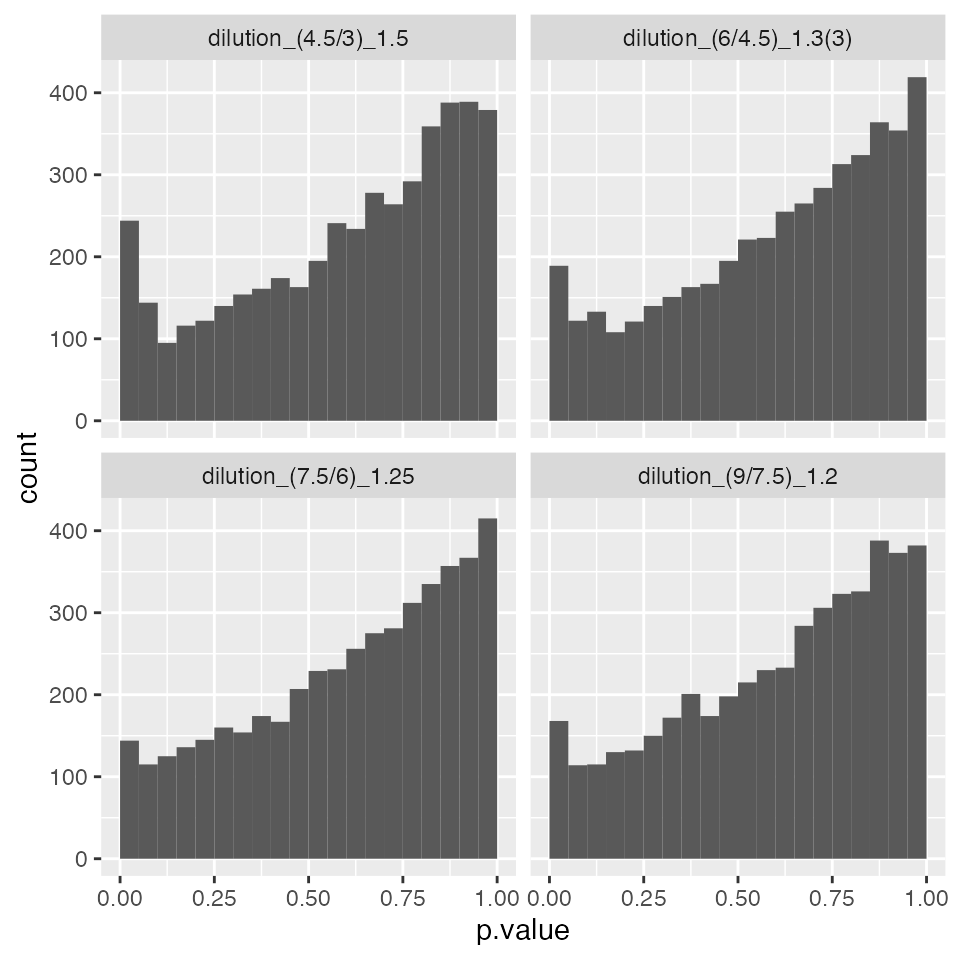 dilution_(4.5/3)_1.5
dilution_(6/4.5)_1.3(3)
400
300
200
100
0
count
dilution_(7.5/6)_1.25
dilution_(9/7.5)_1.2
400
300
200
100
0
0.00 0.25 0.50 0.75 1.00
0.00 0.25 0.50 0.75 1.00
p.value